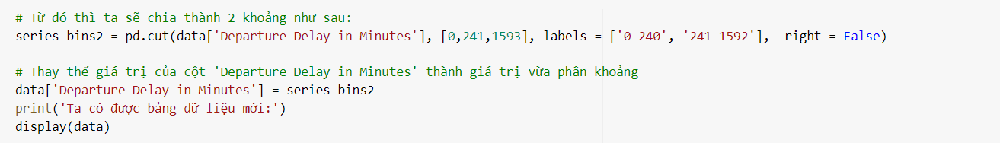 # Từ đó thì ta sẽ chia thành 2 khoảng như sau:
series_bins2 = pd.cut(data['Departure Delay in Minutes'], [0,241,1593], labels = ['0-240', '241-1592'],  right = False)
# Thay thế giá trị của cột 'Departure Delay in Minutes' thành giá trị vừa phân khoảng
data['Departure Delay in Minutes'] = series_bins2
print('Ta có được bảng dữ liệu mới:')
display(data)